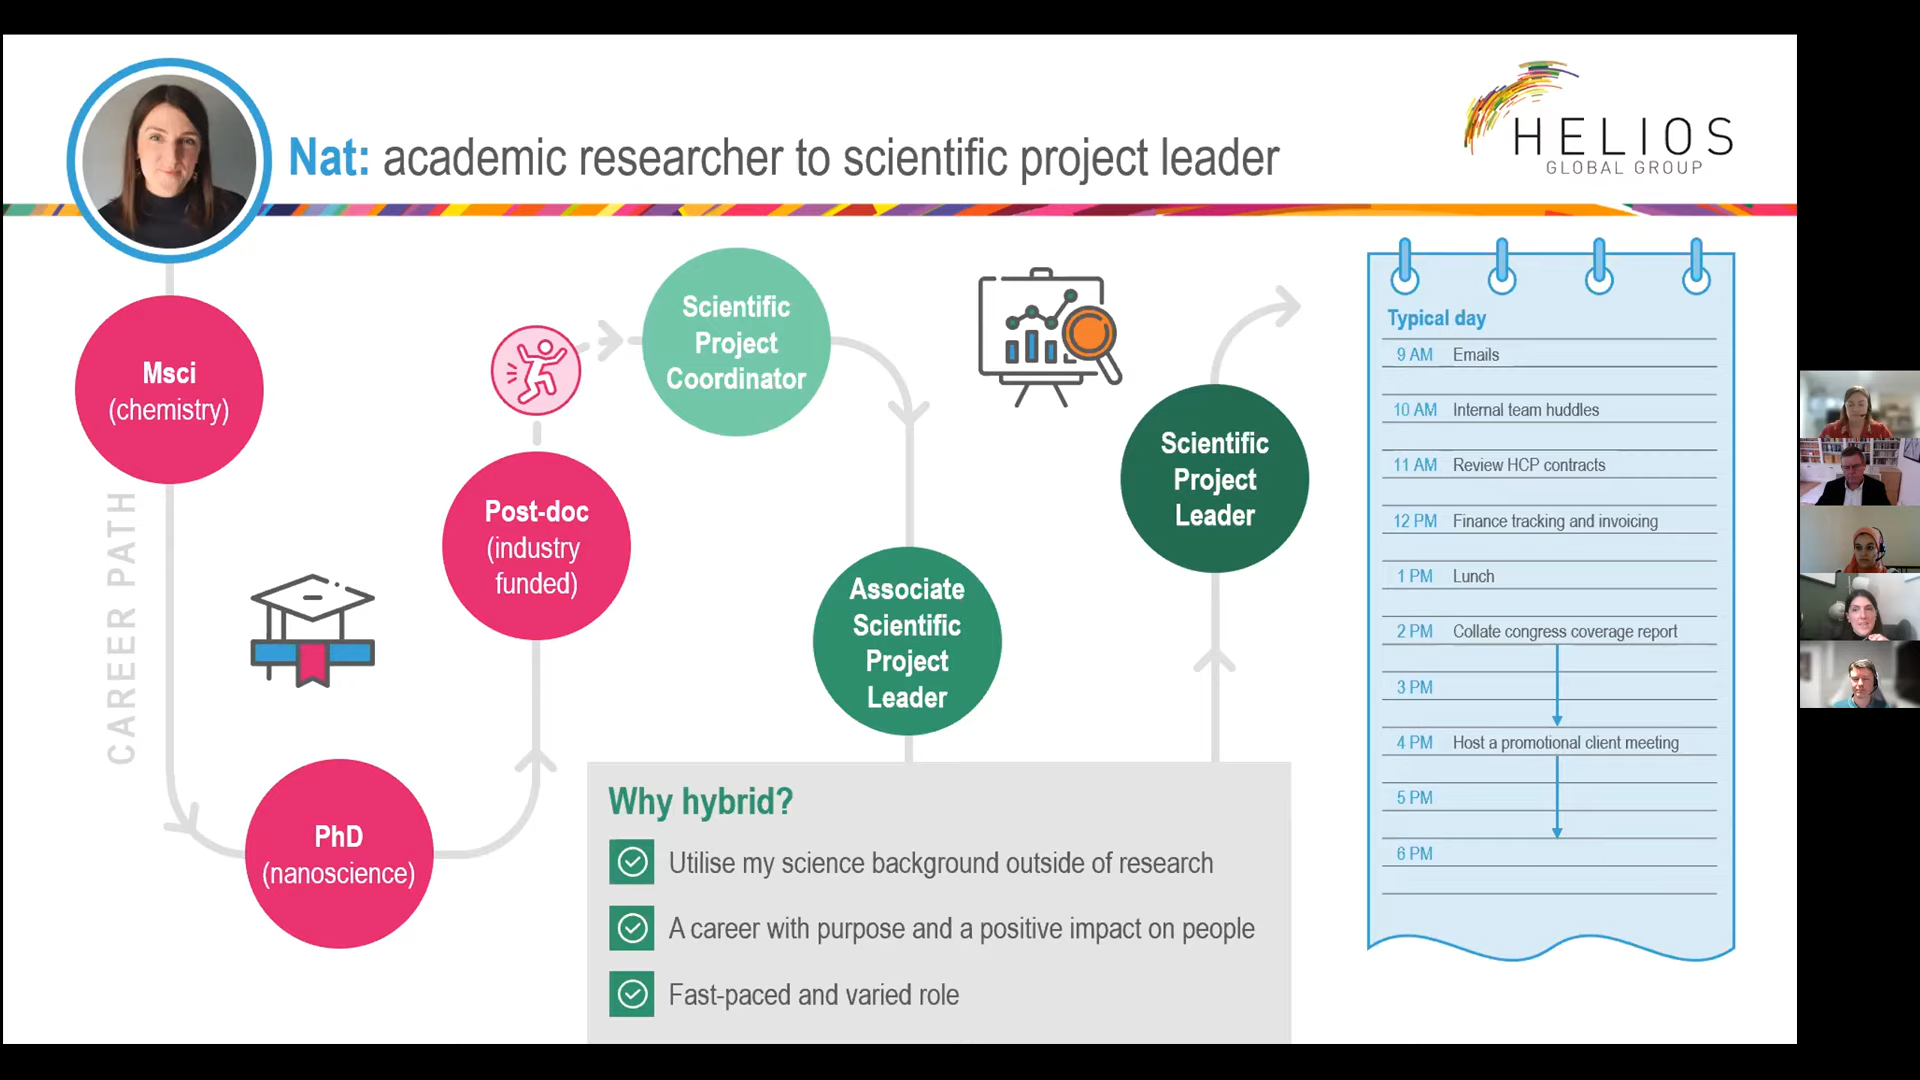 Nat: academic researcher to scientific project leader
HELIOS
GLOBAL GROUP
CAREER PATH
Msci
(chemistry)
PhD
(nanoscience)
Post-doc
(industry
funded)
Scientific
Project
Coordinator
Associate
Scientific
Project
Leader
Scientific
Project
Leader
Why hybrid?
Utilise my science background outside of research
A career with purpose and a positive impact on people
Fast-paced and varied role
Typical day
9 AM Emails
10 AM Internal team huddles
11 AM Review HCP contracts
12 PM Finance tracking and invoicing
1 PM Lunch
2 PM Collate congress coverage report
3 PM
4 PM Host a promotional client meeting
5 PM
6 PM